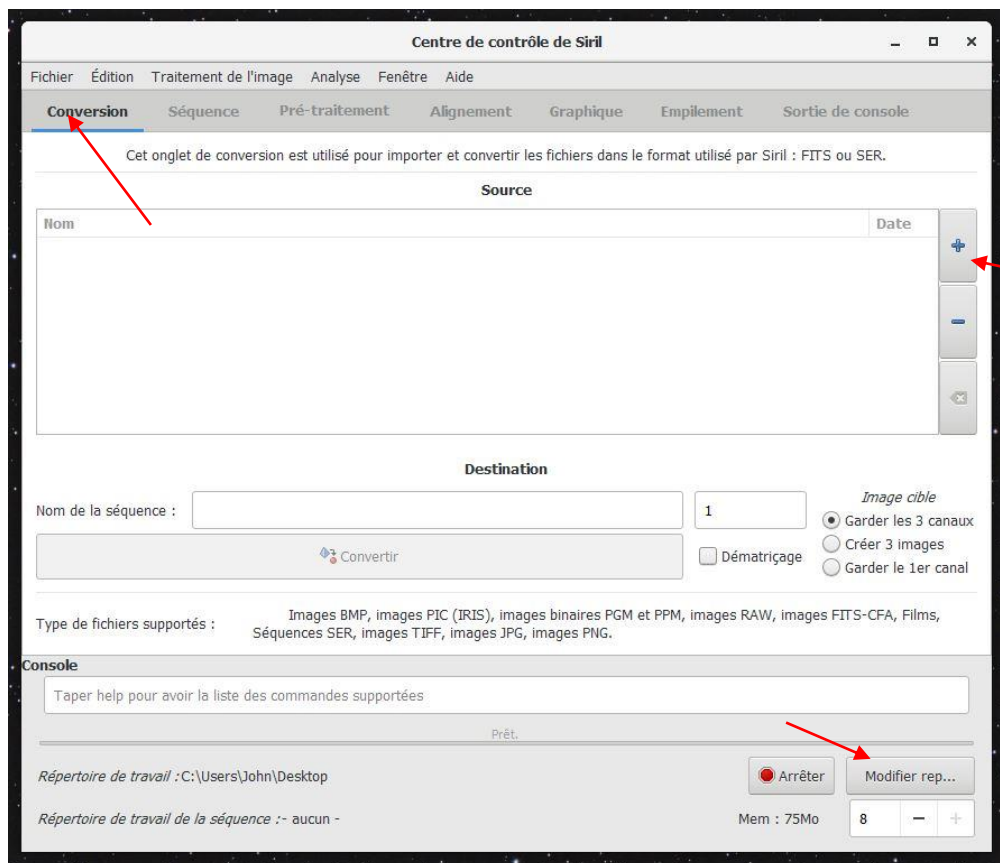 Centre de contrôle de Siril
Fichier Édition Traitement de l'image Analyse Fenêtre Aide
Conversion Séquence Pré-traitement Alignement Graphique Empilement Sortie de console
Cet onglet de conversion est utilisé pour importer et convertir les fichiers dans le format utilisé par Siril : FITS ou SER.
Source
Nom Date
Destination
Nom de la séquence : 1
Image cible
Garder les 3 canaux
Convertir Dématriçage
Créer 3 images
Garder le 1er canal
Type de fichiers supportés : Images BMP, images PIC (IRIS), images binaires PGM et PPM, images RAW, images FITS-CFA, Films,
Séquences SER, images TIFF, images JPG, images PNG.
Console
Taper help pour avoir la liste des commandes supportées
Prêt.
Répertoire de travail :C:\Users\John\Desktop Arrêter Modifier rep...
Répertoire de travail de la séquence :- aucun - Mem : 75Mo 8